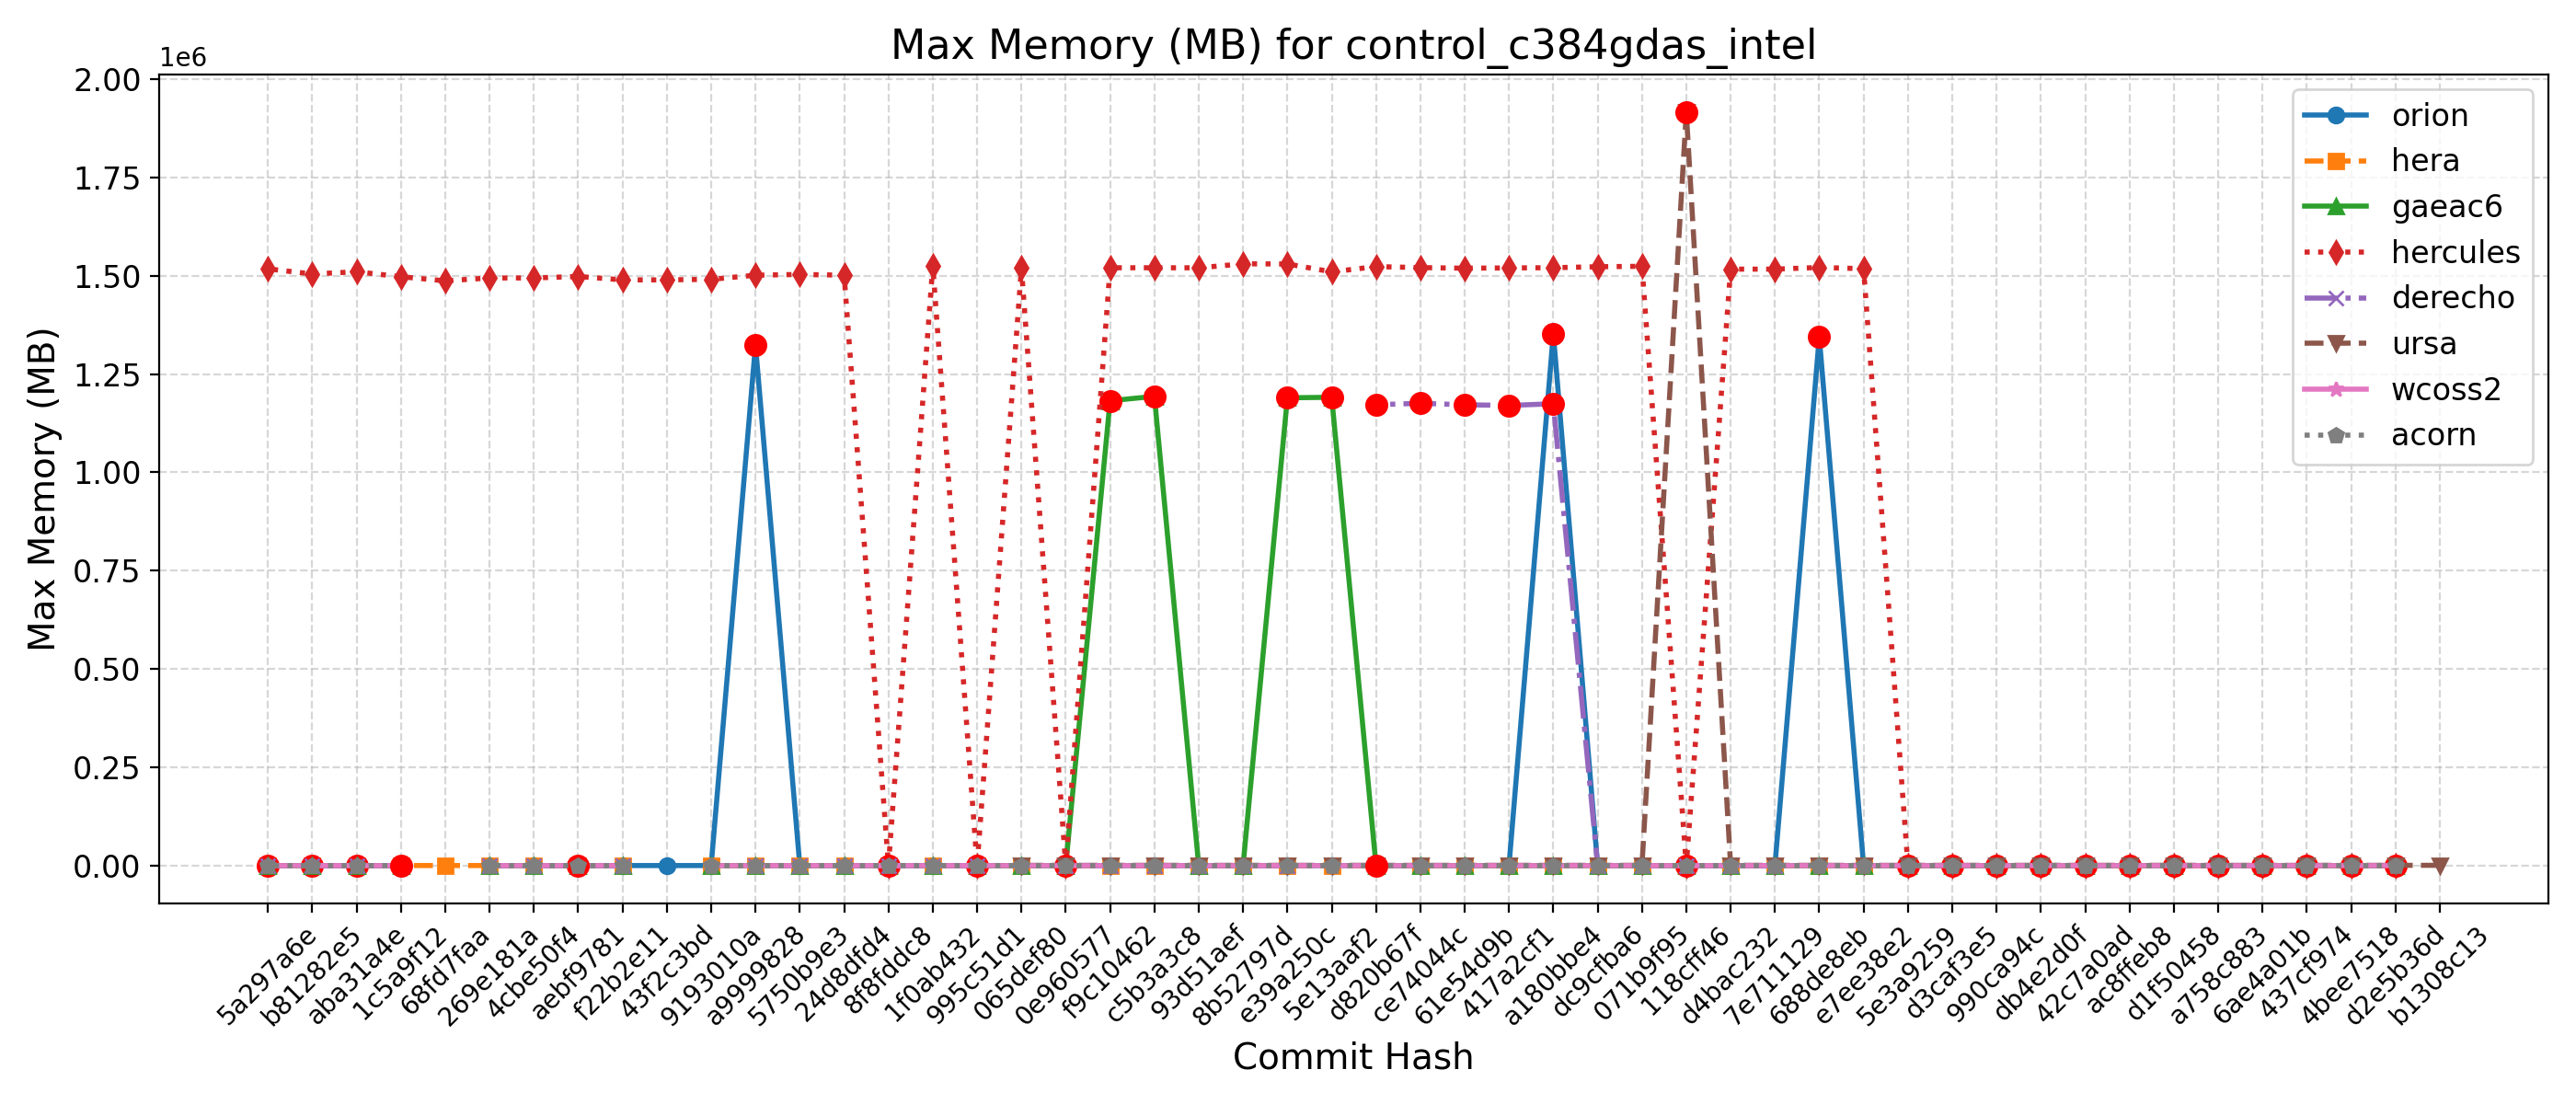 Max Memory (MB) for control_c384gdas_intel
1e6
2.00
1.75
1.50
1.25
1.00
0.75
0.50
0.25
0.00
Max Memory (MB)
orion
hera
gaeac6
hercules
derecho
ursa
wcoss2
acorn
5a297a6e
b81282e5
aba31a4e
1c5a9f12
68fd7faa
269e181a
4cbe50f4
aebf9781
f22b2e11
43f2c3bd
9193010a
a9999828
5750b9e3
24d8dfd4
8f8fddc8
1f0ab432
995c51d1
065def80
0e960577
f9c10462
c5b3a3c8
93d51aef
8b52797d
e39a250c
5e13aaf2
d820b67f
ce74044c
61e54d9b
417a2cf1
a180bbe4
dc9cfba6
071b9f95
118cff46
d4bac232
7e711129
688de8eb
e7ee38e2
5e3a9259
d3caf3e5
990ca94c
db4e2d0f
42c7a0ad
ac8ffeb8
d1f50458
a758c883
6ae4a01b
437cf974
4bee7518
d2e5b36d
b1308c13
Commit Hash